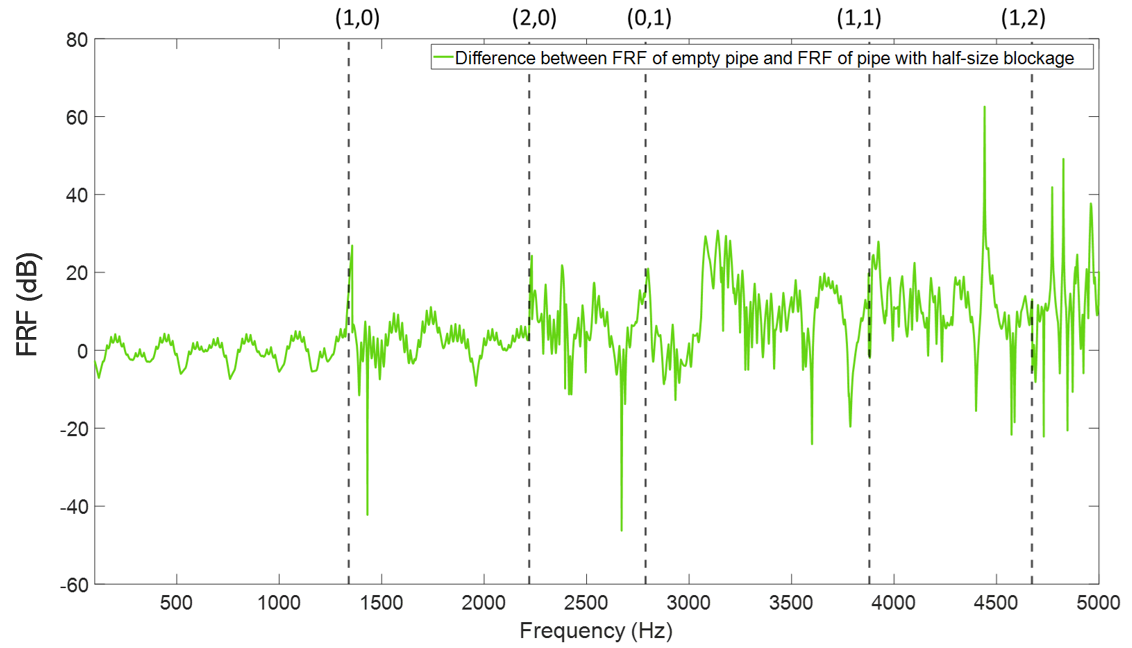 (1,0) (2,0) (0,1) (1,1) (1,2)
Difference between FRF of empty pipe and FRF of pipe with half-size blockage
80
60
40
20
0
-20
-40
-60
FRF (dB)
500 1000 1500 2000 2500 3000 3500 4000 4500 5000
Frequency (Hz)